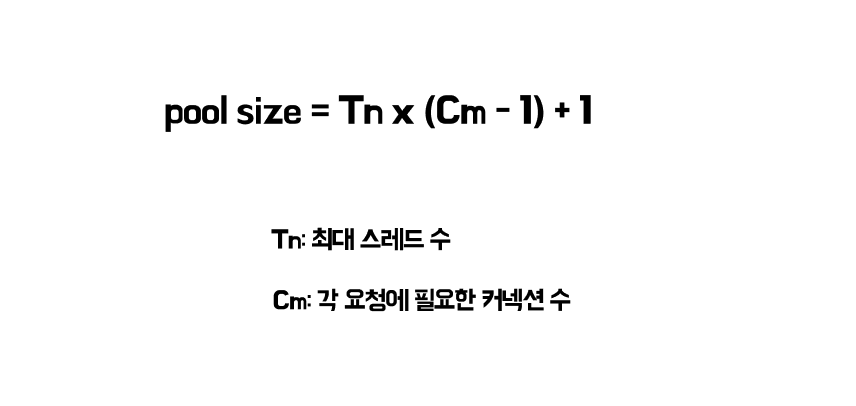 pool size = Tn x (Cm - 1) + 1
Tn: 최대 스레드 수
Cm: 각 요청에 필요한 커넥션 수